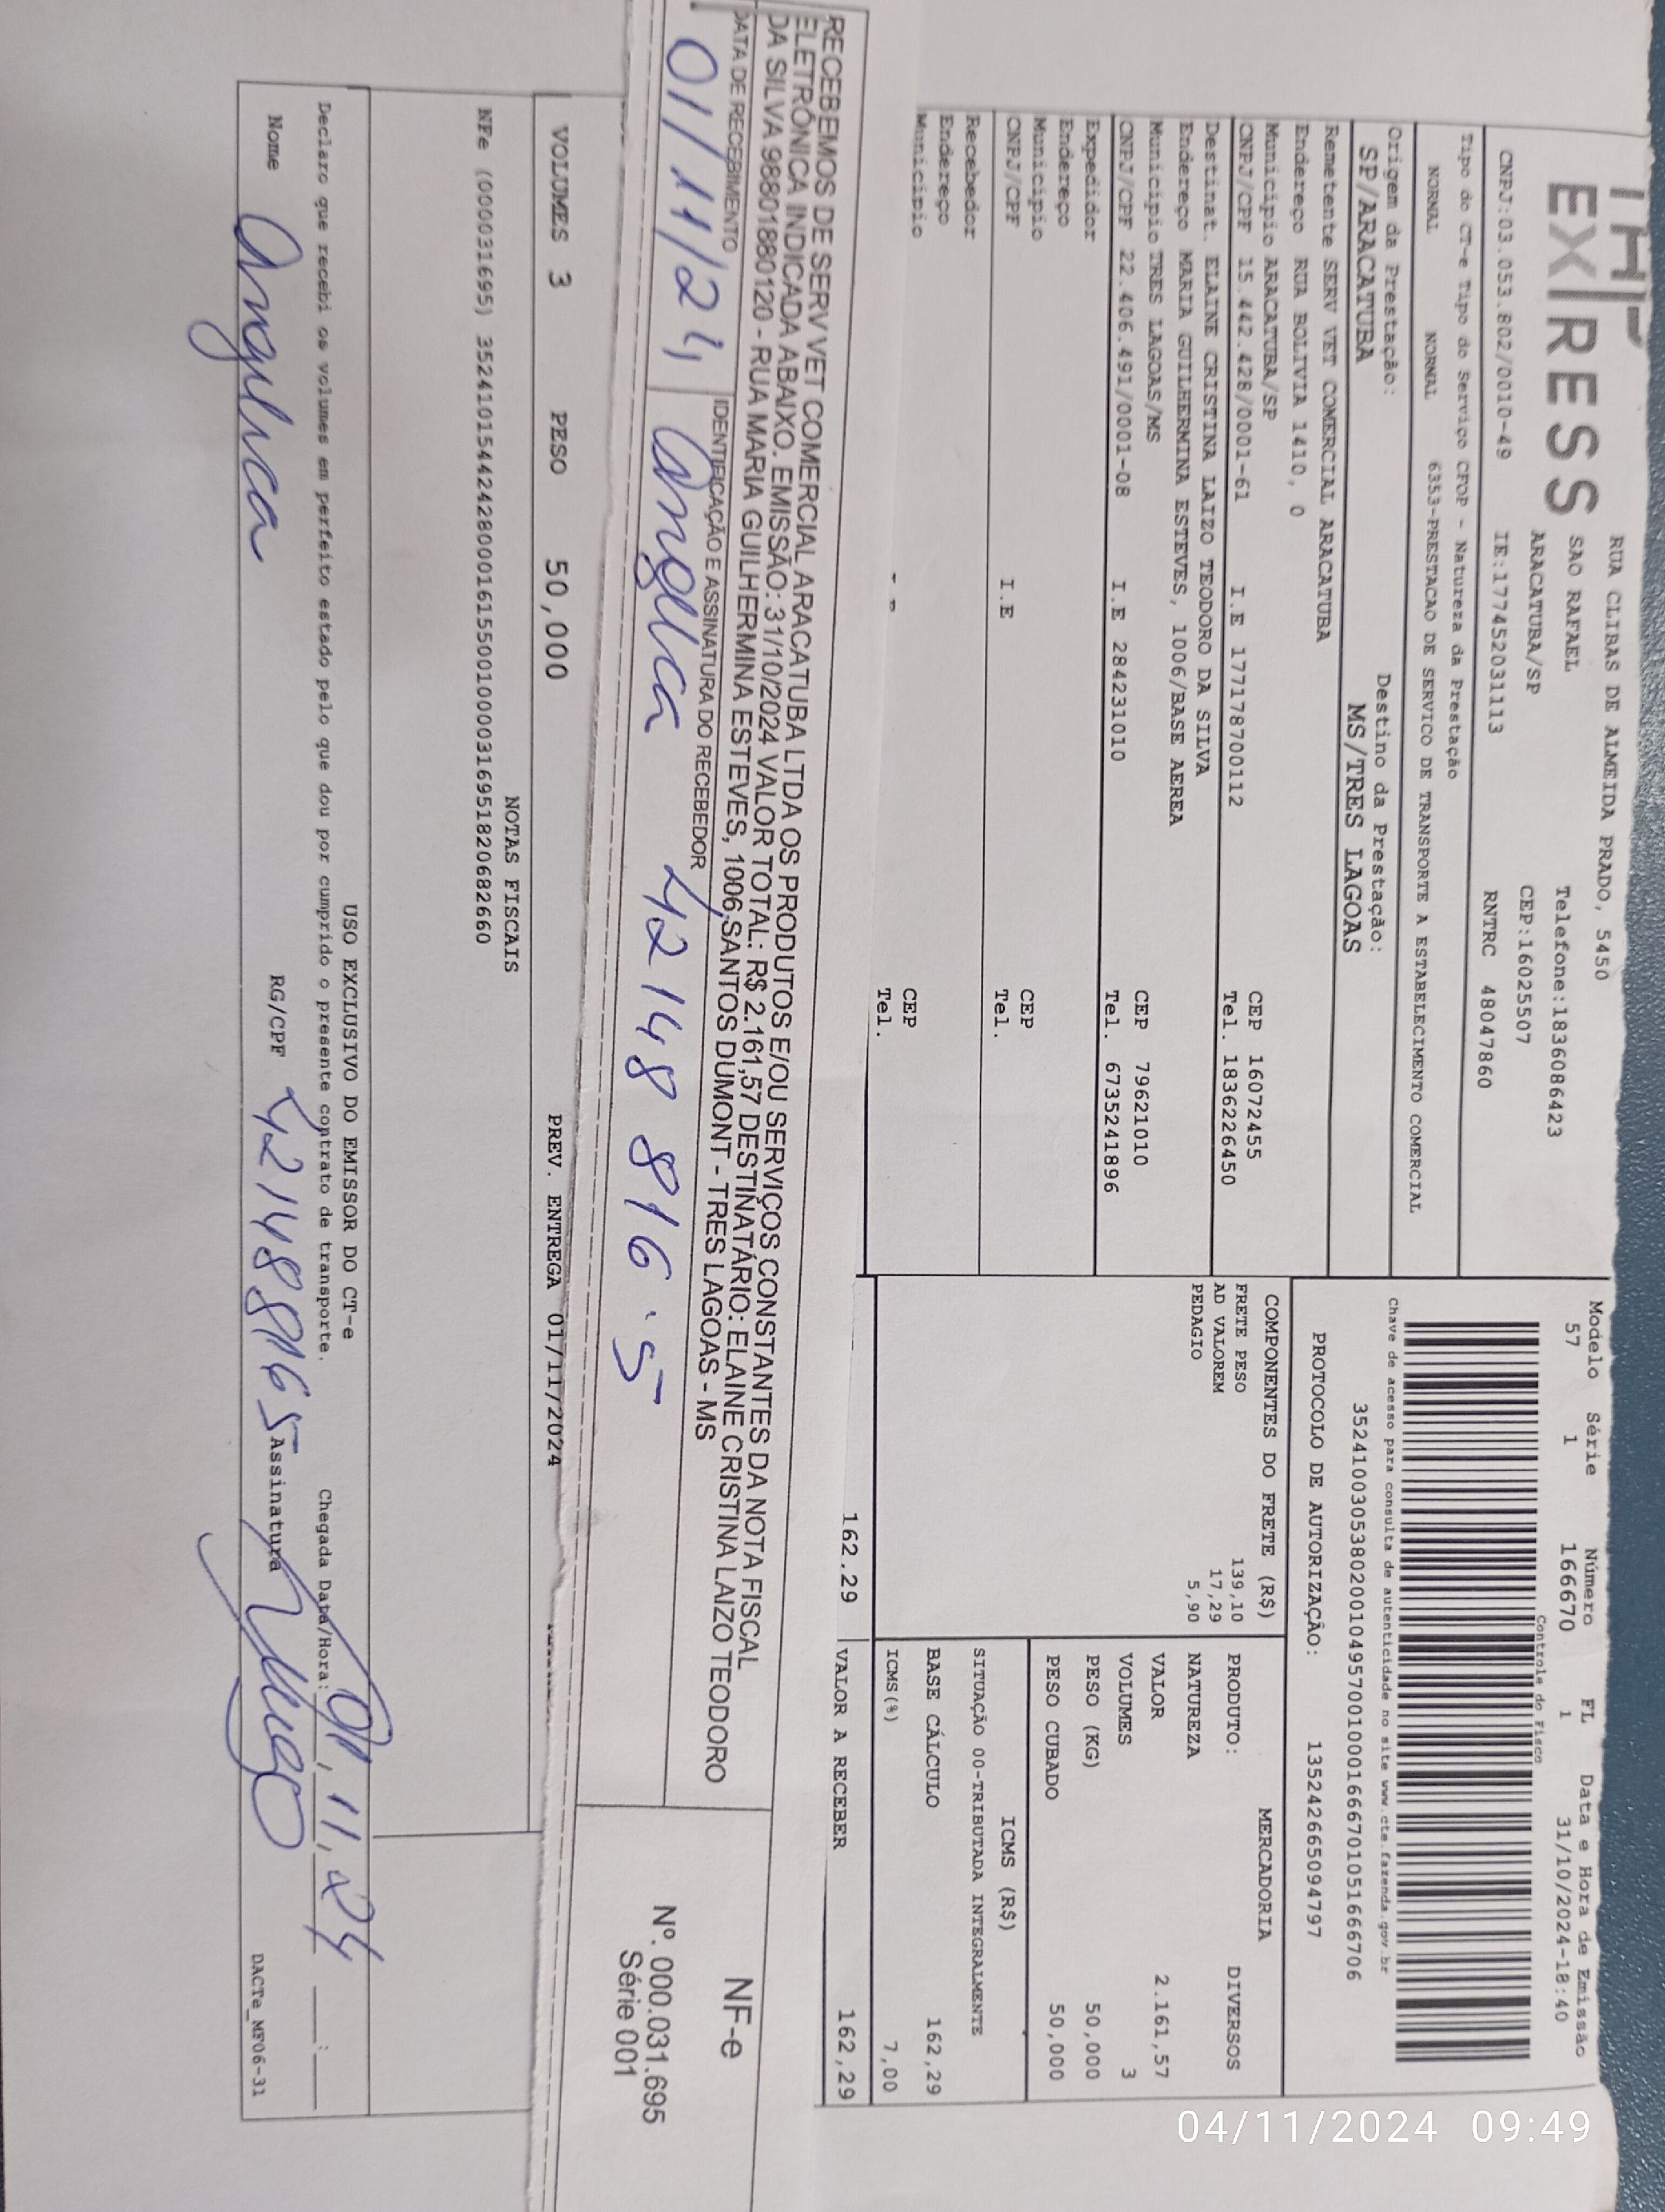 EXPRESS
RUA CLIBAS DE ALMEIDA PRADO, 5450
SAO RAFAEL Telefone:1836086423
ARACATUBA/SP CEP:16025507
CNPJ:03.053.802/0010-49 IE:177452031113 RNTRC 48047860
Tipo do CT-e Tipo do Serviço CFOP - Natureza da Prestação
NORMAL NORMAL 6353-PRESTACAO DE SERVICO DE TRANSPORTE A ESTABELECIMENTO COMERCIAL
Origem da Prestação: Destino da Prestação:
SP/ARACATUBA MS/TRES LAGOAS
Modelo Série Número FL Data e Hora de Emissão
57 1 166670 1 31/10/2024-18:40
Controle do Fisco
Chave de acesso para consulta de autenticidade no site www.cte.fazenda.gov.br
35241003053802001049570010001666701051666706
PROTOCOLO DE AUTORIZAÇÃO: 135242665094797
Remetente SERV VET COMERCIAL ARACATUBA
Endereço RUA BOLIVIA 1410, 0
Município ARACATUBA/SP CEP 16072455
CNPJ/CPF 15.442.428/0001-61 I.E 177178700112 Tel. 1836226450
Destinat. ELAINE CRISTINA LAIZO TEODORO DA SILVA
Endereço MARIA GUILHERMINA ESTEVES, 1006/BASE AEREA
Município TRES LAGOAS/MS CEP 79621010
CNPJ/CPF 22.406.491/0001-08 I.E 284231010 Tel. 673524189​6
Expedidor
Endereço
Município CEP
CNPJ/CPF I.E Tel.
Recebedor
Endereço
Município CEP
Tel.
COMPONENTES DO FRETE (R$)
FRETE PESO 139,10
AD VALOREM 17,29
PEDAGIO 5,90
162.29
MERCADORIA
PRODUTO: DIVERSOS
NATUREZA
VALOR 2.161,57
VOLUMES 3
PESO (KG) 50,000
PESO CUBADO 50,000
ICMS (R$)
SITUAÇÃO 00-TRIBUTADA INTEGRALMENTE
BASE CÁLCULO 162,29
ICMS(%) 7,00
VALOR A RECEBER 162,29
RECEBEMOS DE SERV VET COMERCIAL ARACATUBA LTDA OS PRODUTOS E/OU SERVIÇOS CONSTANTES DA NOTA FISCAL
ELETRÔNICA INDICADA ABAIXO. EMISSÃO: 31/10/2024 VALOR TOTAL: R$ 2.161,57 DESTINATÁRIO: ELAINE CRISTINA LAIZO TEODORO
DA SILVA 98801880120 - RUA MARIA GUILHERMINA ESTEVES, 1006 SANTOS DUMONT - TRES LAGOAS - MS
DATA DE RECEBIMENTO IDENTIFICAÇÃO E ASSINATURA DO RECEBEDOR
01/11/24 Angelica 42 148 816.5
NF-e
Nº. 000.031.695
Série 001
VOLUMES 3 PESO 50,000 PREV. ENTREGA 01/11/2024
NOTAS FISCAIS
NFe (000031695) 35241015442428000161550010000316951820682660
USO EXCLUSIVO DO EMISSOR DO CT-e
Declaro que recebi os volumes em perfeito estado pelo que dou por cumprido o presente contrato de transporte. Chegada Data/Hora: 01, 11, 24 :
Nome Angelica RG/CPF 421488165 Assinatura
DACTe_MF06-31
04/11/2024 09:49